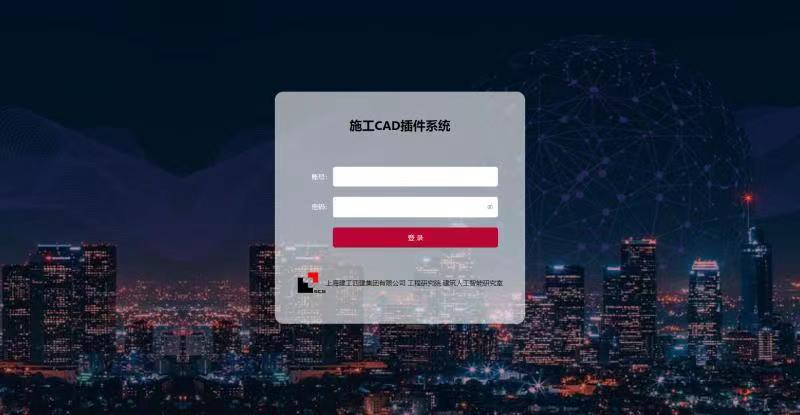 施工CAD插件系统
账号:
密码:
登 录
上海建工四建集团有限公司 工程研究院 建筑人工智能研究室
SCG